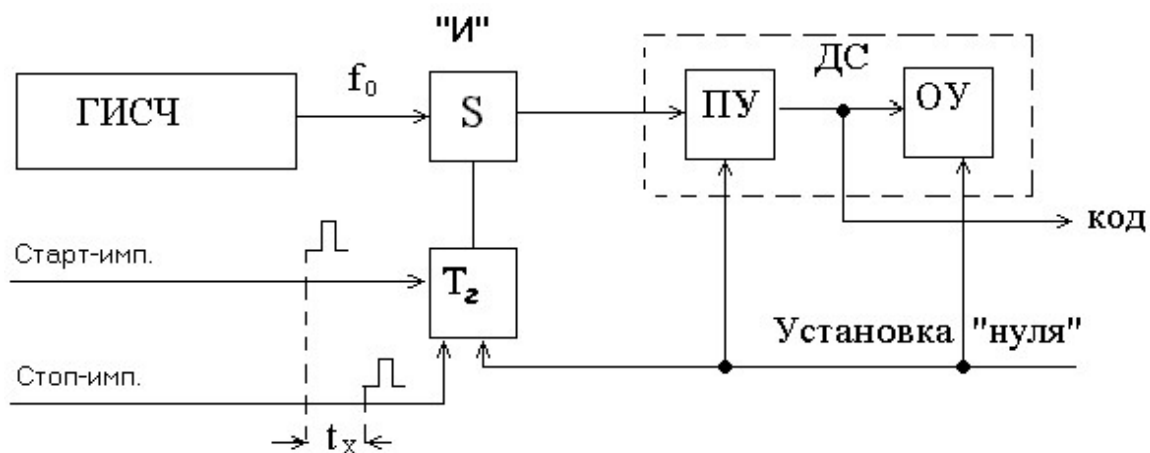 "И"
ДС
f₀
ГИСЧ
S
ПУ
ОУ
код
Старт-имп.
Tг
Установка "нуля"
Стоп-имп.
tx